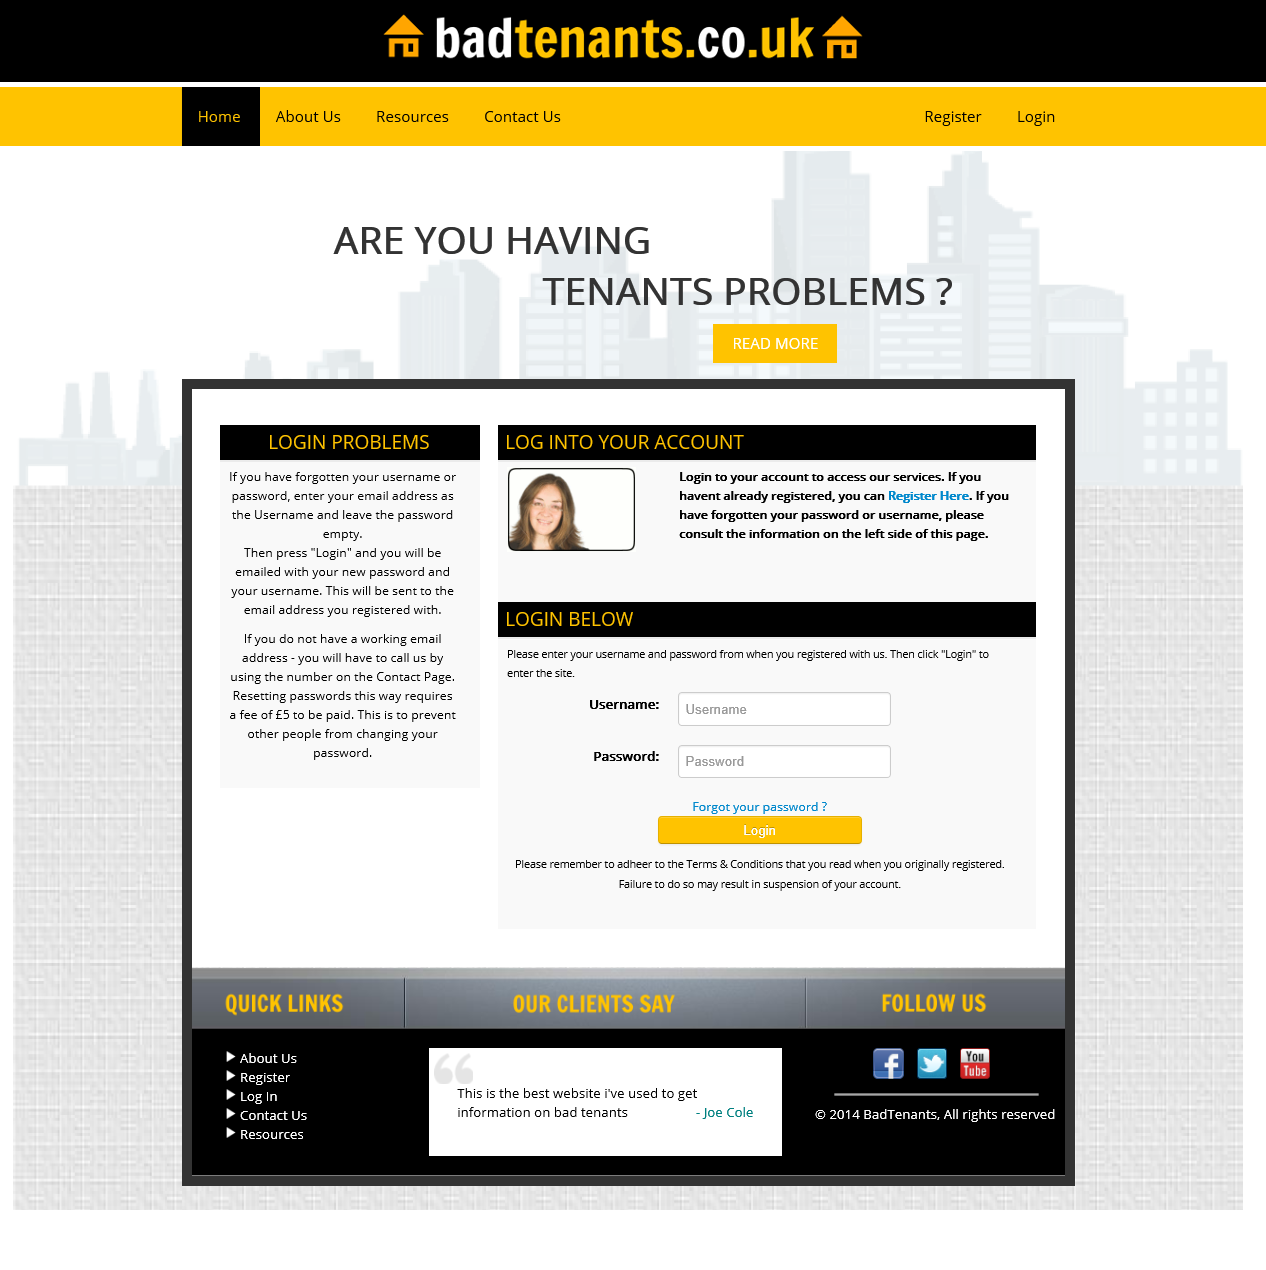 badtenants.co.uk
Home About Us Resources Contact Us Register Login
ARE YOU HAVING
TENANTS PROBLEMS ?
READ MORE
LOGIN PROBLEMS
If you have forgotten your username or
password, enter your email address as
the Username and leave the password
empty.
Then press "Login" and you will be
emailed with your new password and
your username. This will be sent to the
email address you registered with.
If you do not have a working email
address - you will have to call us by
using the number on the Contact Page.
Resetting passwords this way requires
a fee of £5 to be paid. This is to prevent
other people from changing your
password.
LOG INTO YOUR ACCOUNT
Login to your account to access our services. If you
havent already registered, you can Register Here. If you
have forgotten your password or username, please
consult the information on the left side of this page.
LOGIN BELOW
Please enter your username and password from when you registered with us. Then click "Login" to
enter the site.
Username: Username
Password: Password
Forgot your password ?
Login
Please remember to adheer to the Terms & Conditions that you read when you originally registered.
Failure to do so may result in suspension of your account.
QUICK LINKS
About Us
Register
Log In
Contact Us
Resources
OUR CLIENTS SAY
This is the best website i've used to get
information on bad tenants - Joe Cole
FOLLOW US
f You Tube
© 2014 BadTenants, All rights reserved